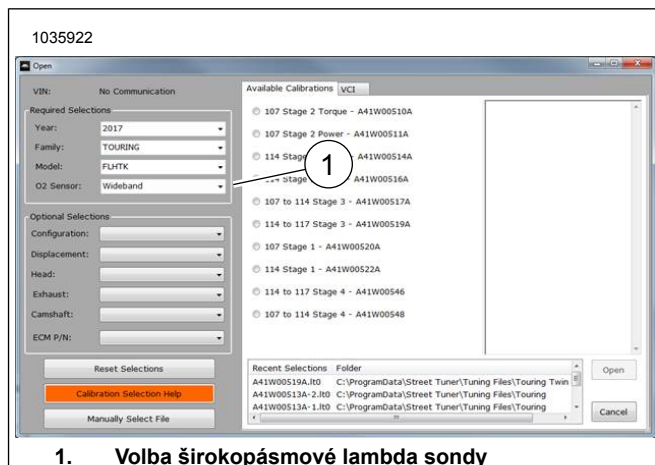 1035922
Open
VIN: No Communication
Required Selections
Year: 2017
Family: TOURING
Model: FLHTK
O2 Sensor: Wideband
Optional Selections
Configuration:
Displacement:
Head:
Exhaust:
Camshaft:
ECM P/N:
Reset Selections
Calibration Selection Help
Manually Select File
Available Calibrations VCI
107 Stage 2 Torque - A41W00510A
107 Stage 2 Power - A41W00511A
114 Stage A41W00514A
Stage A41W00516A
107 to 114 Stage 3 - A41W00517A
114 to 117 Stage 3 - A41W00519A
107 Stage 1 - A41W00520A
114 Stage 1 - A41W00522A
114 to 117 Stage 4 - A41W00546
107 to 114 Stage 4 - A41W00548
1
Recent Selections Folder
A41W00519A.lt0 C:\ProgramData\Street Tuner\Tuning Files\Touring Twin
A41W00513A-2.lt0 C:\ProgramData\Street Tuner\Tuning Files\Touring
A41W00513A-1.lt0 C:\ProgramData\Street Tuner\Tuning Files\Touring
Open
Cancel
1. Volba širokopásmové lambda sondy